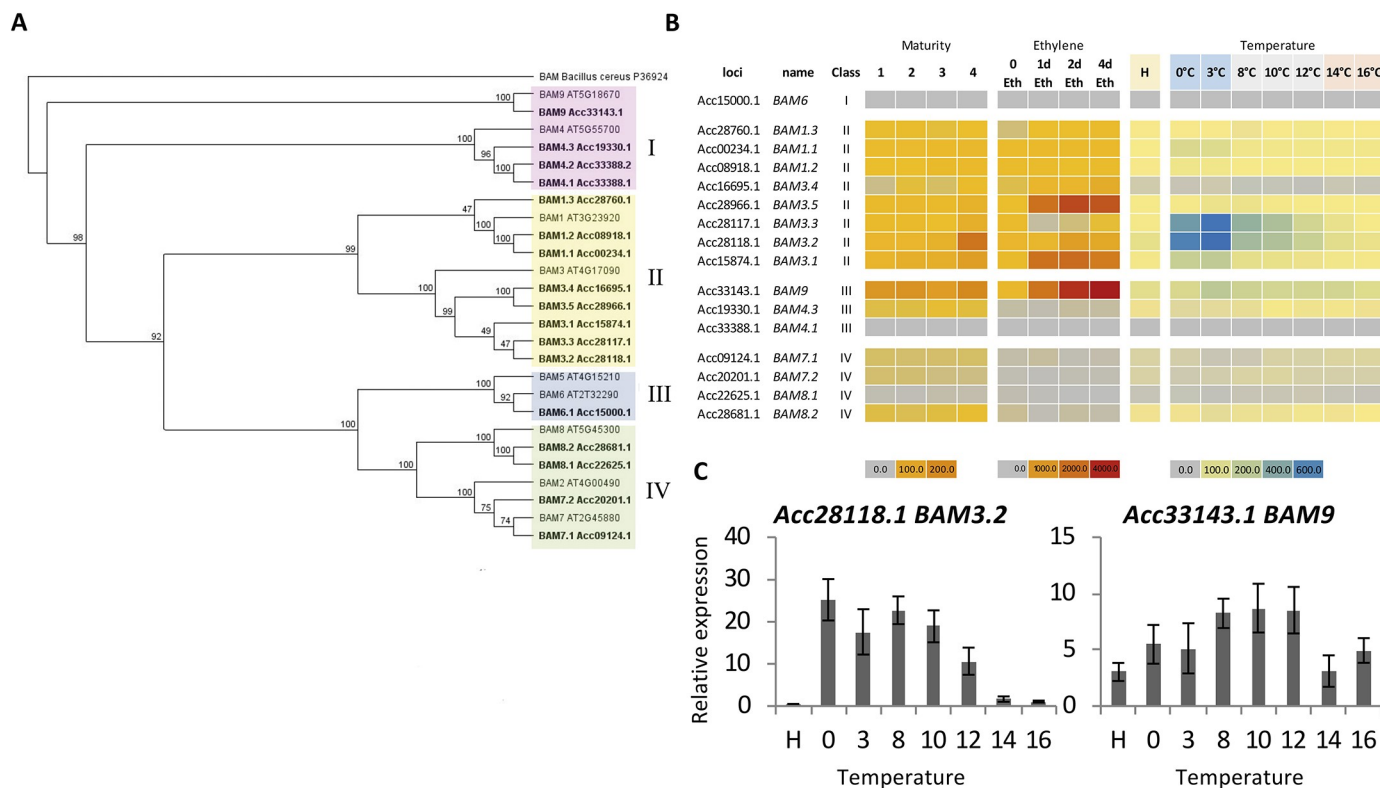 A
BAM Bacillus cereus P36924
BAM9 AT5G18670
BAM9 Acc33143.1
BAM4 AT5G55700
BAM4.3 Acc19330.1
BAM4.2 Acc33388.2
BAM4.1 Acc33388.1
BAM1.3 Acc28760.1
BAM1 AT3G23920
BAM1.2 Acc08918.1
BAM1.1 Acc00234.1
BAM3 AT4G17090
BAM3.4 Acc16695.1
BAM3.5 Acc28966.1
BAM3.1 Acc15874.1
BAM3.3 Acc28117.1
BAM3.2 Acc28118.1
BAM5 AT4G15210
BAM6 AT2T32290
BAM6.1 Acc15000.1
BAM8 AT5G45300
BAM8.2 Acc28681.1
BAM8.1 Acc22625.1
BAM2 AT4G00490
BAM7.2 Acc20201.1
BAM7 AT2G45880
BAM7.1 Acc09124.1
I
II
III
IV
100
100
96
100
98
47
100
100
99
100
100
99
49
47
92
100
92
100
100
100
100
100
75
74
B
Maturity Ethylene Temperature
loci name Class 1 2 3 4 0 Eth 1d Eth 2d Eth 4d Eth H 0°C 3°C 8°C 10°C 12°C 14°C 16°C
Acc15000.1 BAM6 I
Acc28760.1 BAM1.3 II
Acc00234.1 BAM1.1 II
Acc08918.1 BAM1.2 II
Acc16695.1 BAM3.4 II
Acc28966.1 BAM3.5 II
Acc28117.1 BAM3.3 II
Acc28118.1 BAM3.2 II
Acc15874.1 BAM3.1 II
Acc33143.1 BAM9 III
Acc19330.1 BAM4.3 III
Acc33388.1 BAM4.1 III
Acc09124.1 BAM7.1 IV
Acc20201.1 BAM7.2 IV
Acc22625.1 BAM8.1 IV
Acc28681.1 BAM8.2 IV
0.0 100.0 200.0
0.0 1000.0 2000.0 4000.0
0.0 100.0 200.0 400.0 600.0
C
Acc28118.1 BAM3.2
Relative expression
40
30
20
10
0
H 0 3 8 10 12 14 16
Temperature
Acc33143.1 BAM9
15
10
5
0
H 0 3 8 10 12 14 16
Temperature